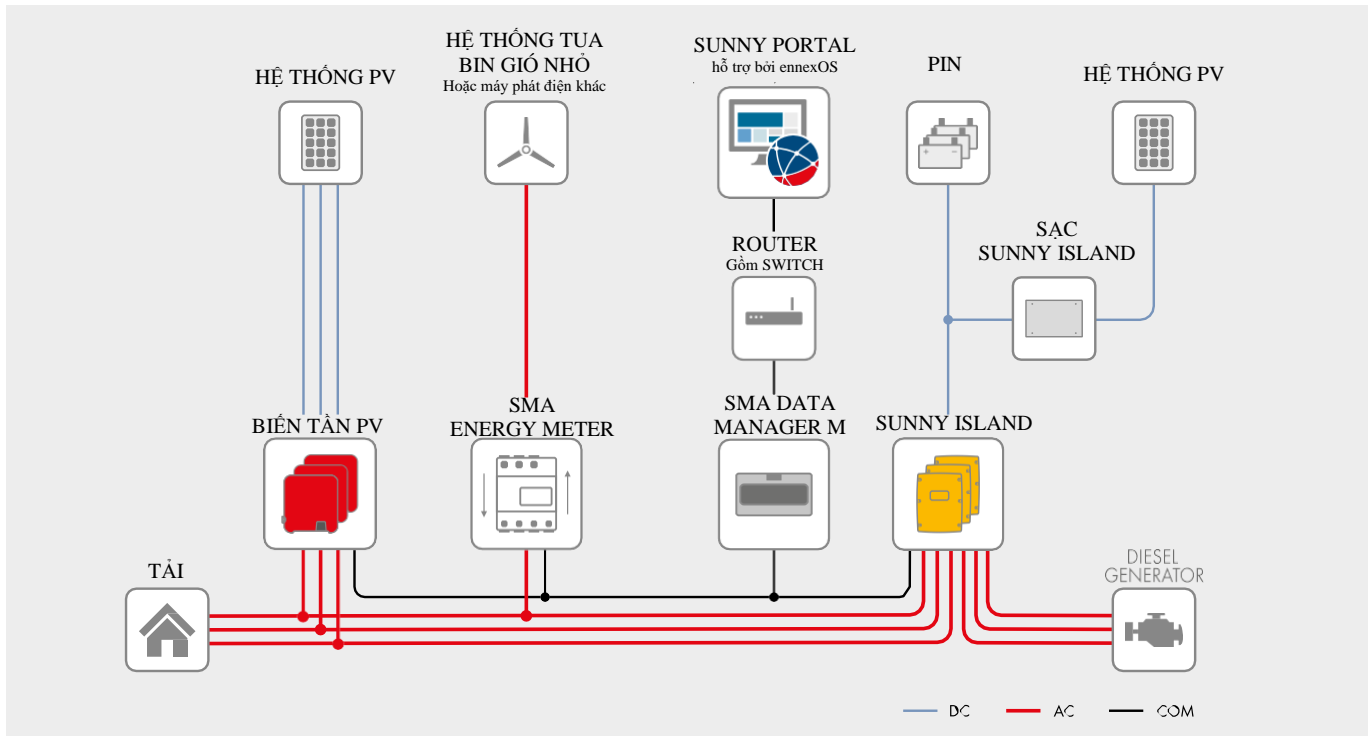 HỆ THỐNG PV
HỆ THỐNG TUA
BIN GIÓ NHỎ
Hoặc máy phát điện khác
SUNNY PORTAL
hỗ trợ bởi ennexOS
PIN
HỆ THỐNG PV
ROUTER
Gồm SWITCH
SẠC
SUNNY ISLAND
BIẾN TẦN PV
SMA
ENERGY METER
SMA DATA
MANAGER M
SUNNY ISLAND
TẢI
DIESEL
GENERATOR
DC
AC
COM